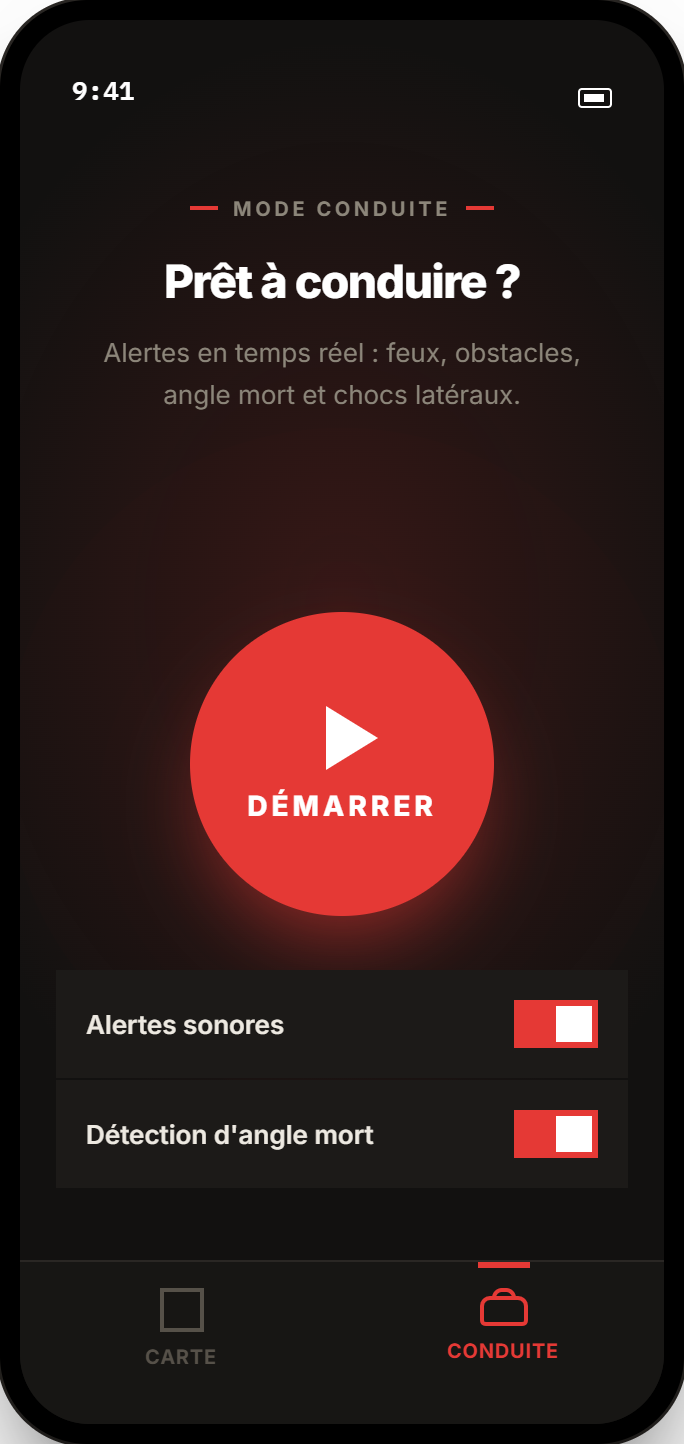 9:41
MODE CONDUITE
Prêt à conduire ?
Alertes en temps réel : feux, obstacles,
angle mort et chocs latéraux.
DÉMARRER
Alertes sonores
Détection d'angle mort
CARTE
CONDUITE